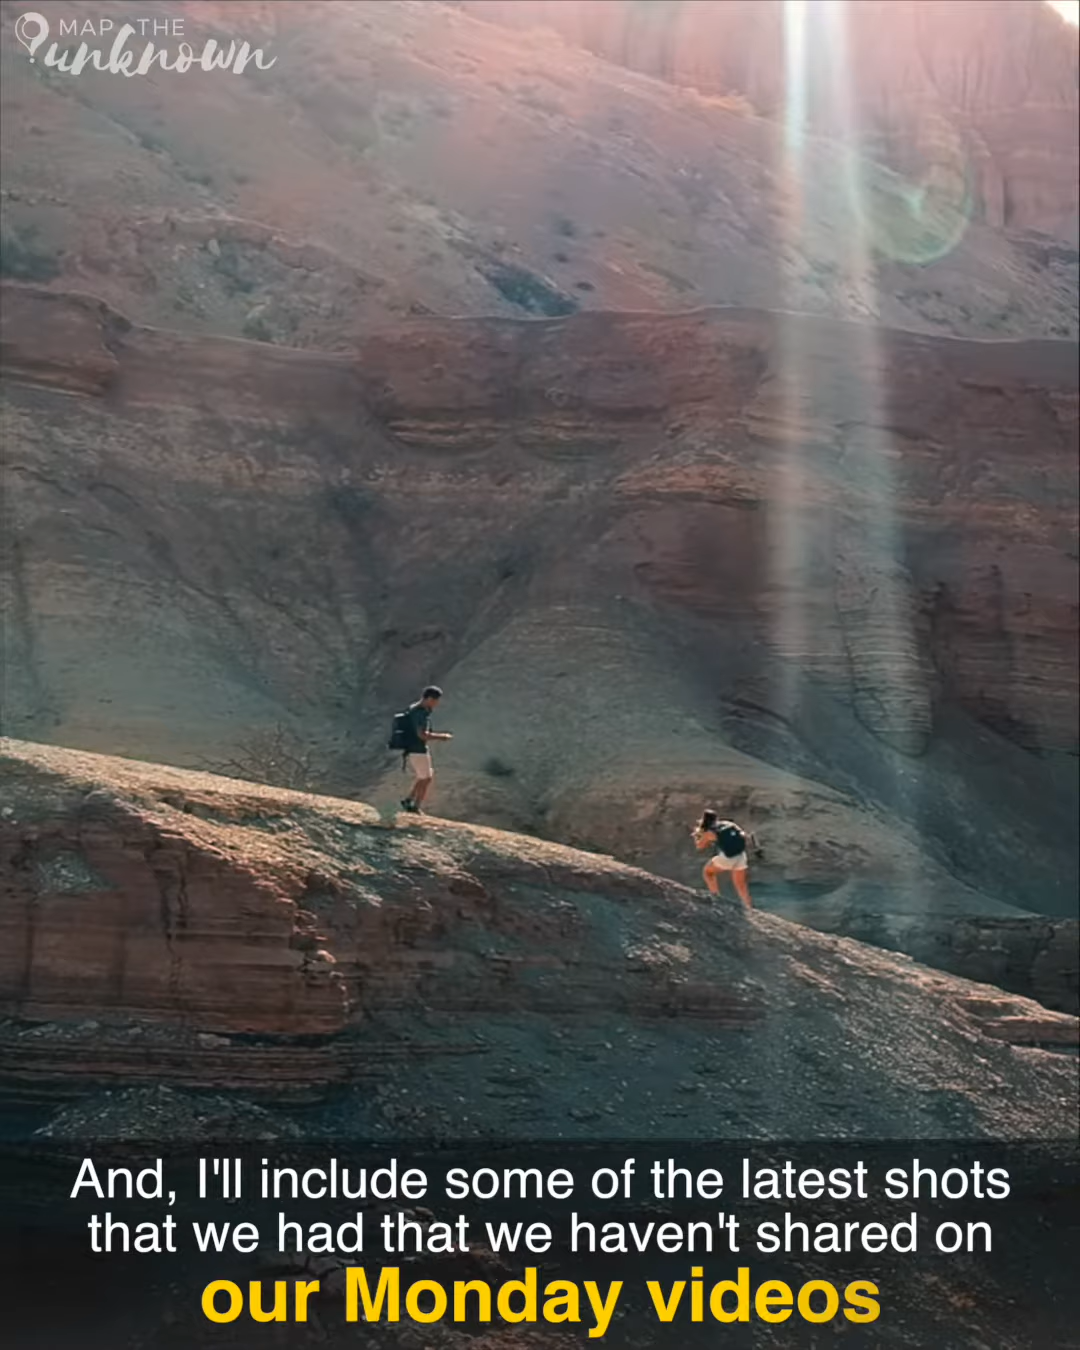 MAP THE
unknown
And, I'll include some of the latest shots
that we had that we haven't shared on
our Monday videos